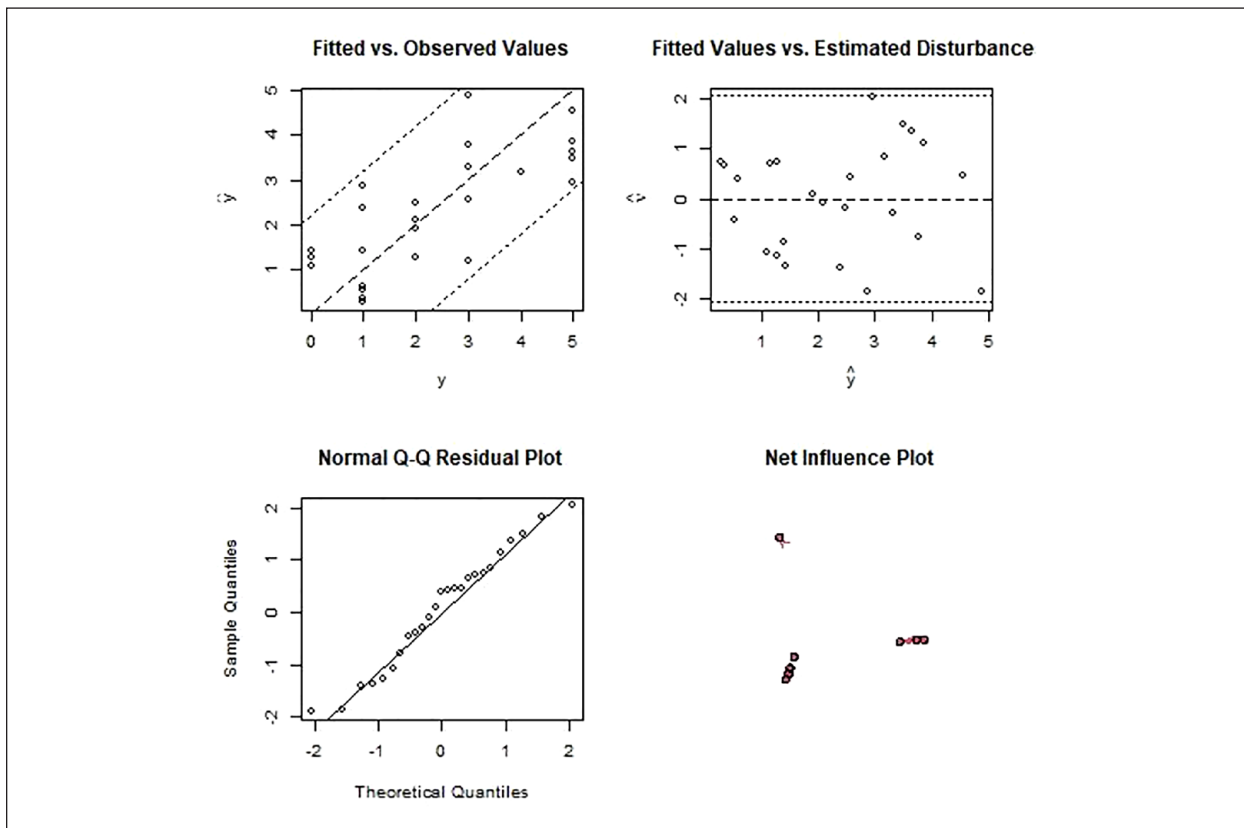 Fitted vs. Observed Values
5
4
3
2
1
ŷ
0 1 2 3 4 5
y
Fitted Values vs. Estimated Disturbance
2
1
0
-1
-2
ν̂
1 2 3 4 5
ŷ
Normal Q-Q Residual Plot
2
1
0
-1
-2
Sample Quantiles
-2 -1 0 1 2
Theoretical Quantiles
Net Influence Plot